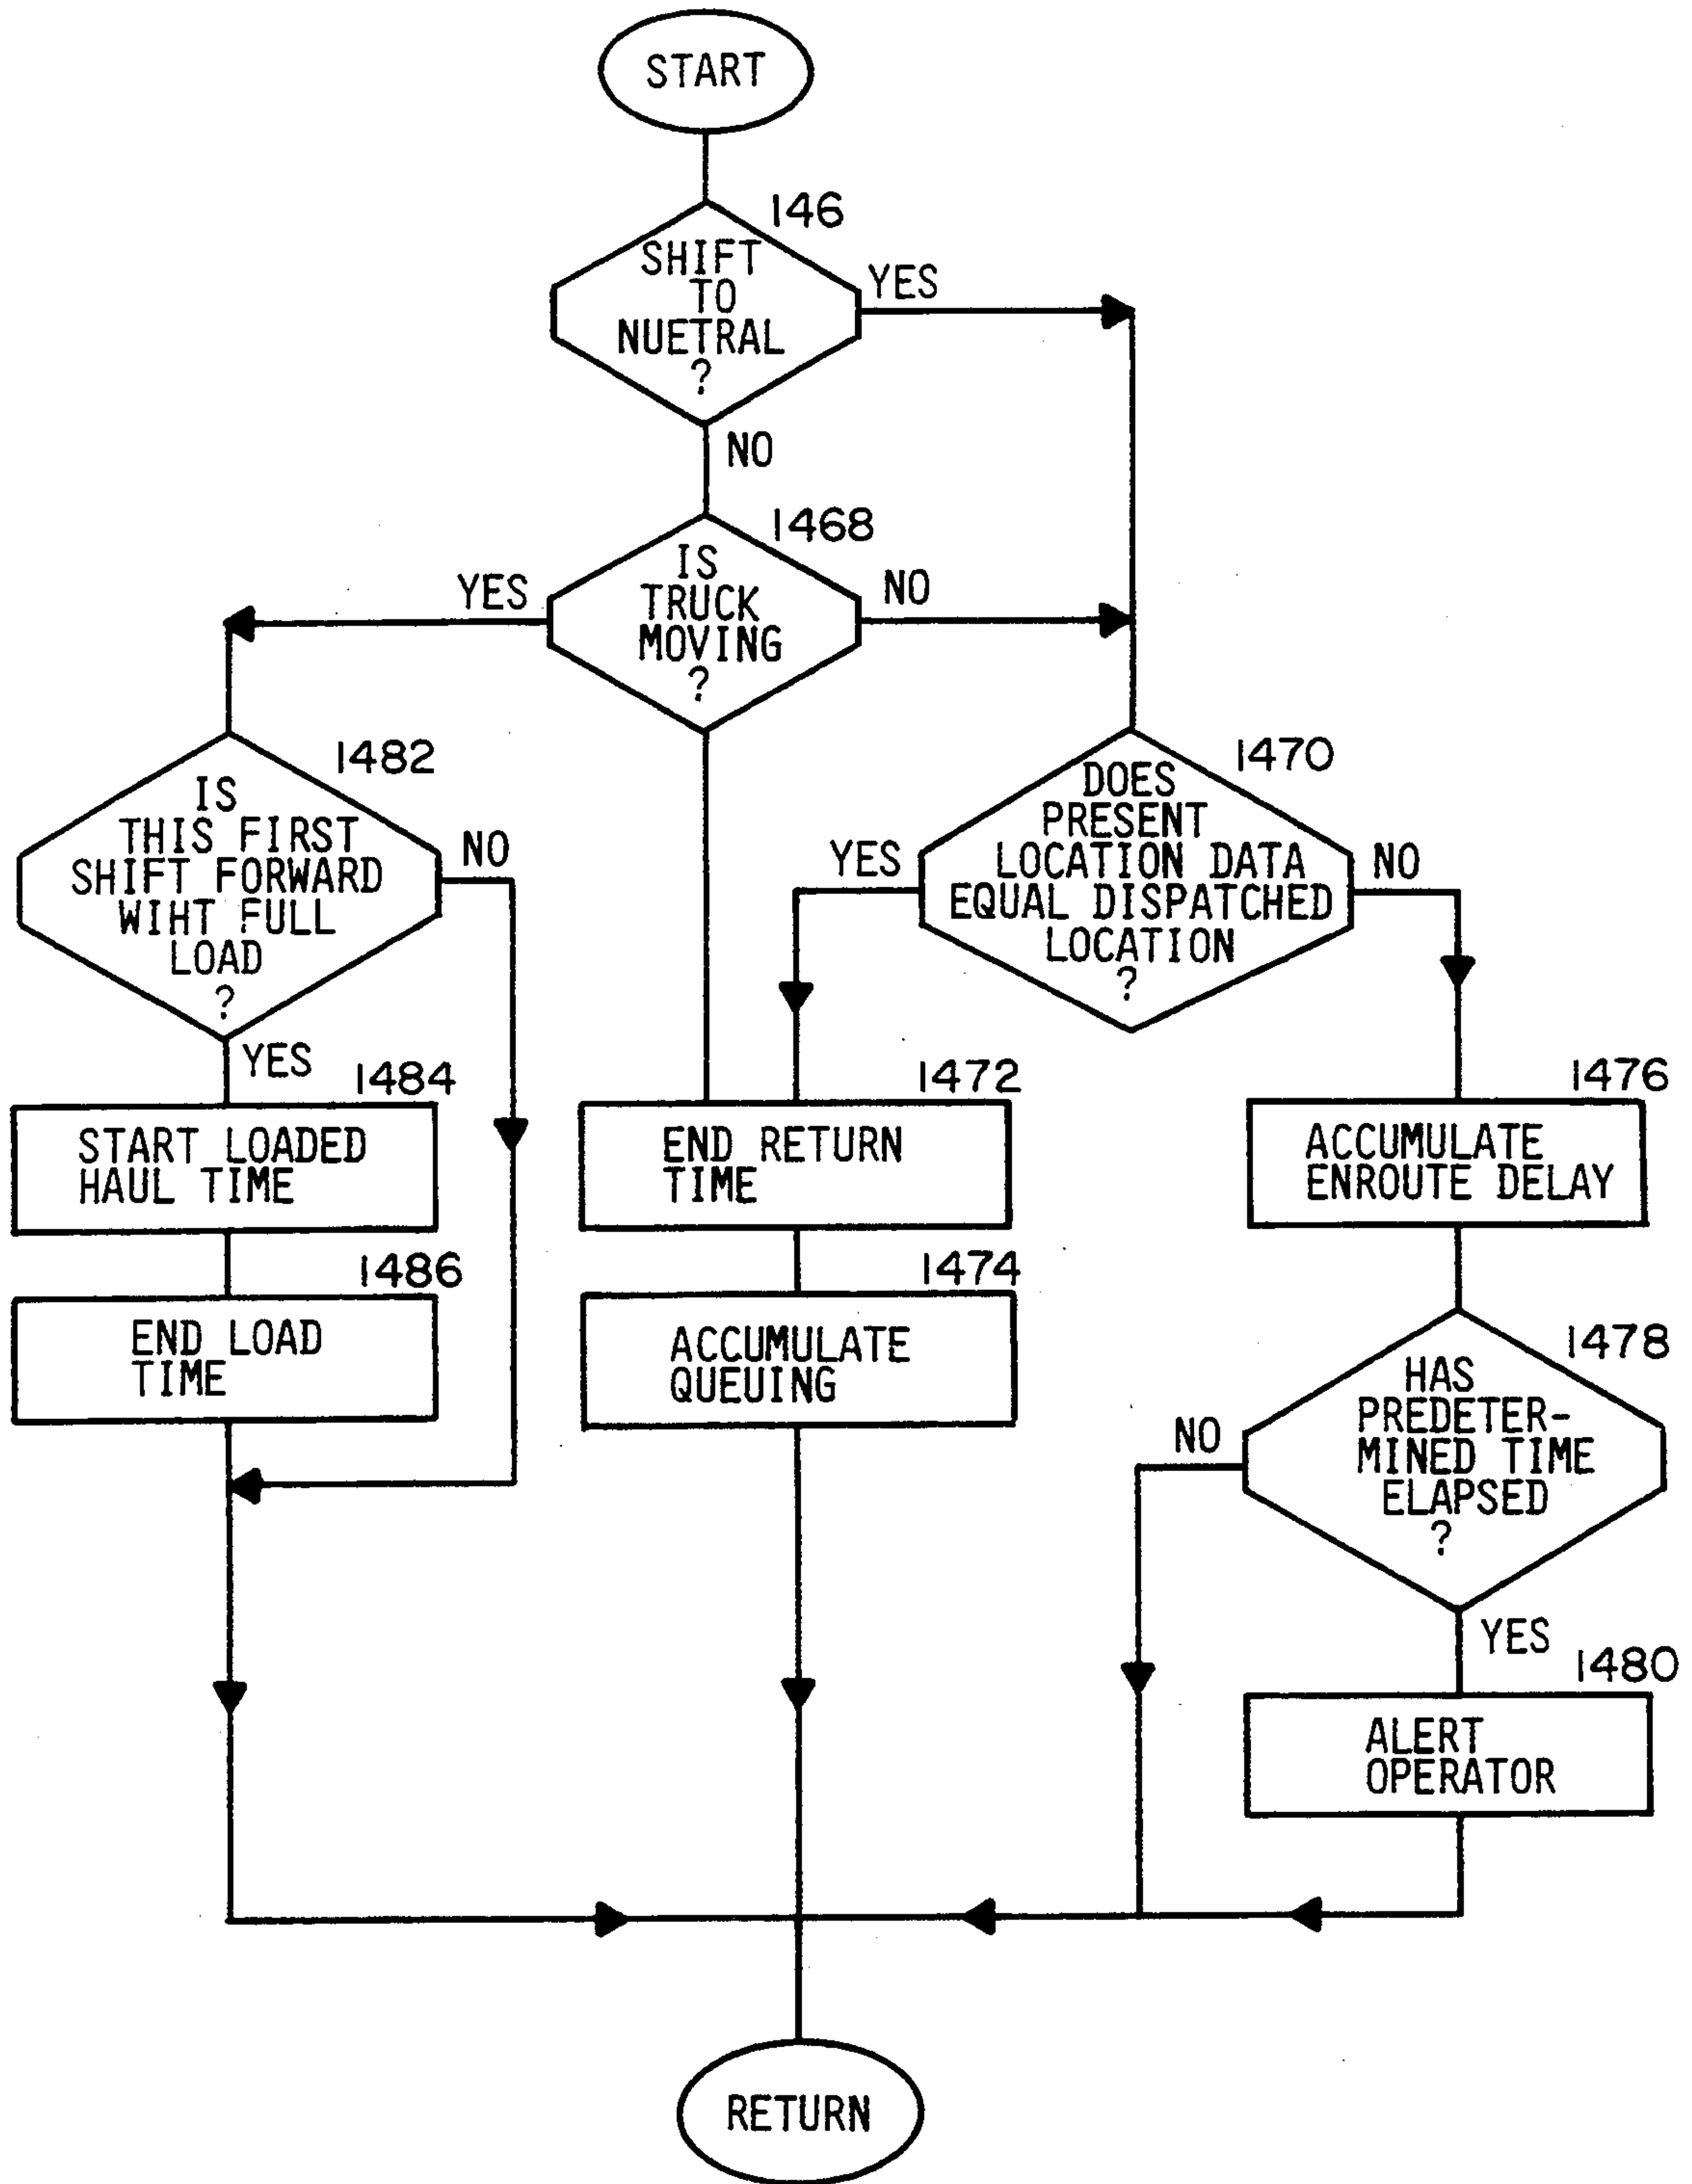 START
146
SHIFT
TO
NUETRAL
?
YES
NO
1468
IS
TRUCK
MOVING
?
YES
NO
1482
IS
THIS FIRST
SHIFT FORWARD
WIHT FULL
LOAD
?
NO
YES
1470
DOES
PRESENT
LOCATION DATA
EQUAL DISPATCHED
LOCATION
?
YES
NO
1484
START LOADED
HAUL TIME
1486
END LOAD
TIME
1472
END RETURN
TIME
1474
ACCUMULATE
QUEUING
1476
ACCUMULATE
ENROUTE DELAY
1478
HAS
PREDETER-
MINED TIME
ELAPSED
?
NO
YES
1480
ALERT
OPERATOR
RETURN